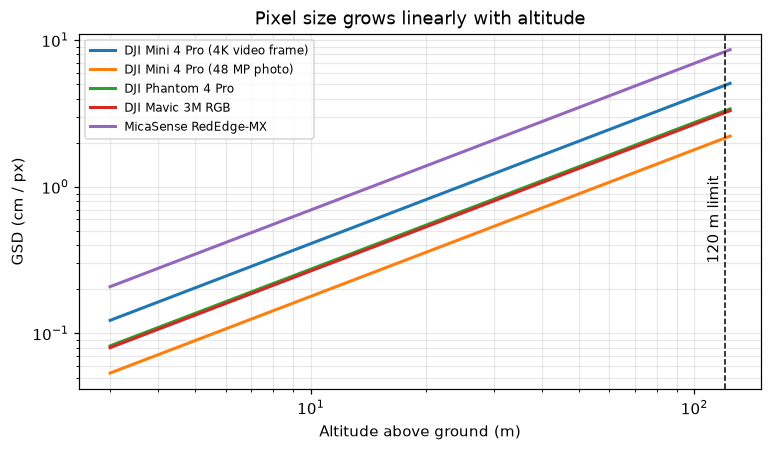 Pixel size grows linearly with altitude
DJI Mini 4 Pro (4K video frame)
DJI Mini 4 Pro (48 MP photo)
DJI Phantom 4 Pro
DJI Mavic 3M RGB
MicaSense RedEdge-MX
10¹
10⁰
10⁻¹
GSD (cm / px)
120 m limit
10¹
10²
Altitude above ground (m)